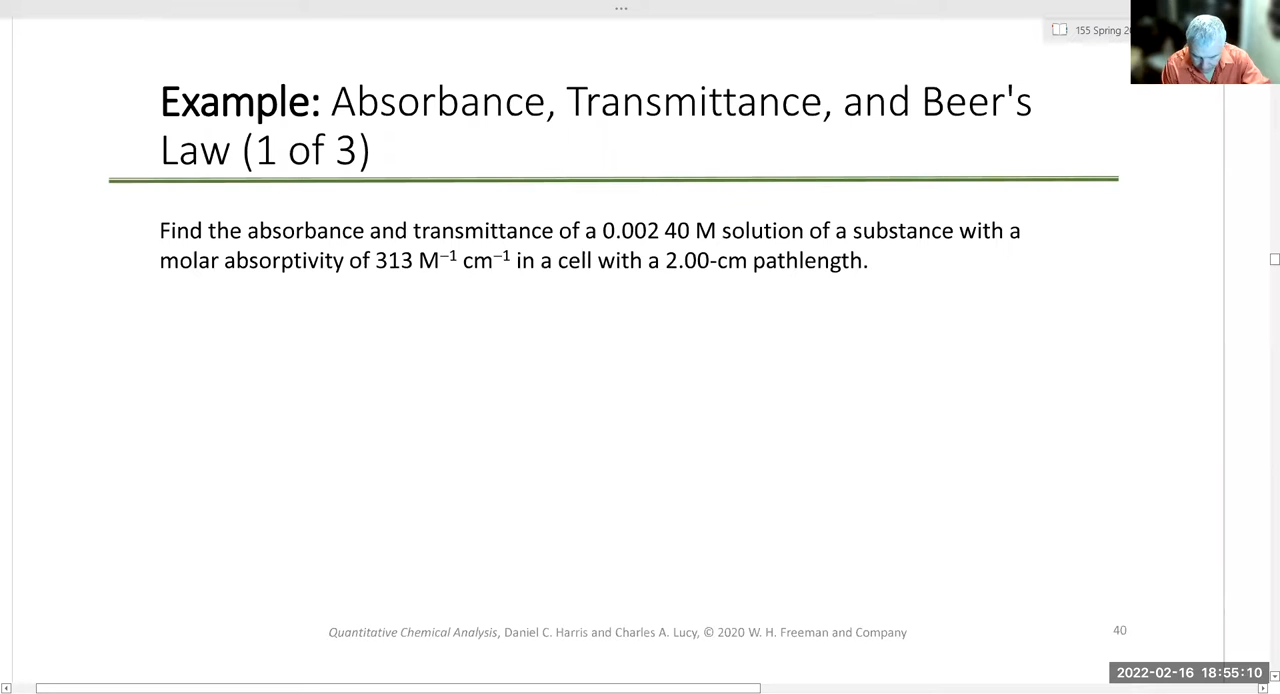 ...
155 Spring 2
Example: Absorbance, Transmittance, and Beer's
Law (1 of 3)
Find the absorbance and transmittance of a 0.002 40 M solution of a substance with a
molar absorptivity of 313 M⁻¹ cm⁻¹ in a cell with a 2.00-cm pathlength.
Quantitative Chemical Analysis, Daniel C. Harris and Charles A. Lucy, © 2020 W. H. Freeman and Company
40
2022-02-16 18:55:10